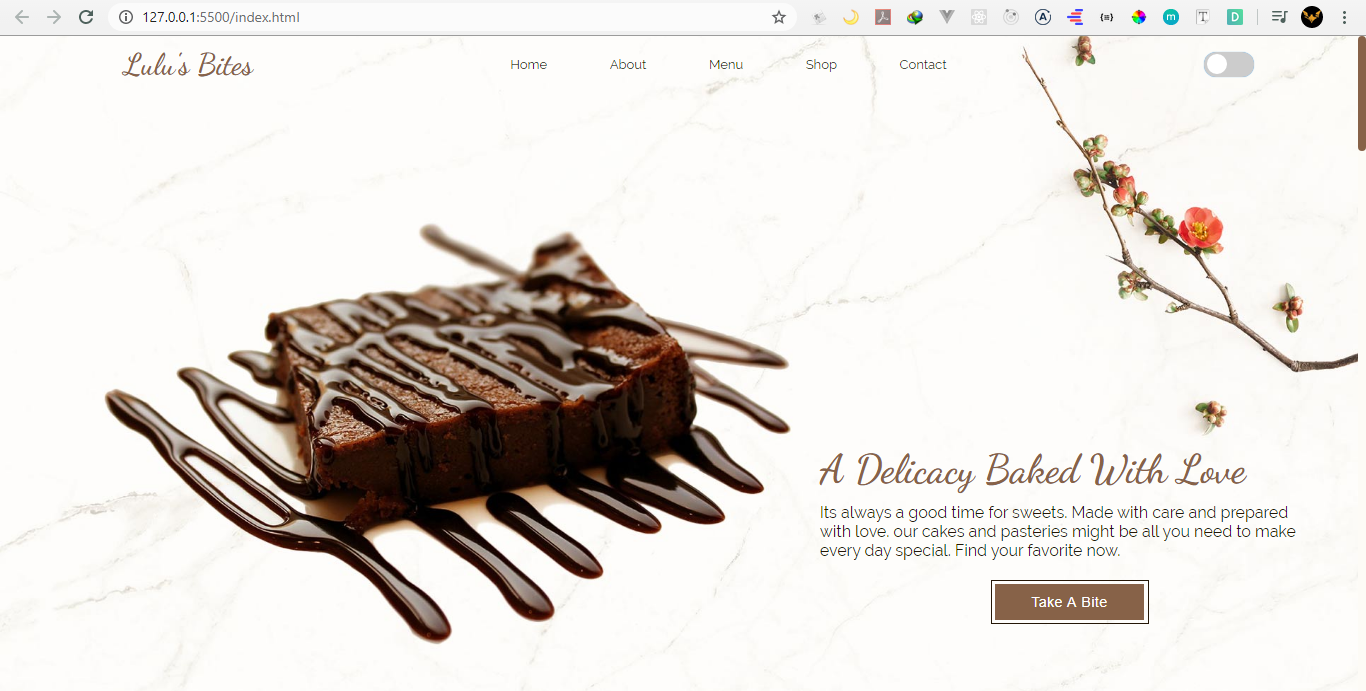 127.0.0.1:5500/index.html
Lulu's Bites
Home About Menu Shop Contact
A Delicacy Baked With Love
Its always a good time for sweets. Made with care and prepared
with love. our cakes and pasteries might be all you need to make
every day special. Find your favorite now.
Take A Bite